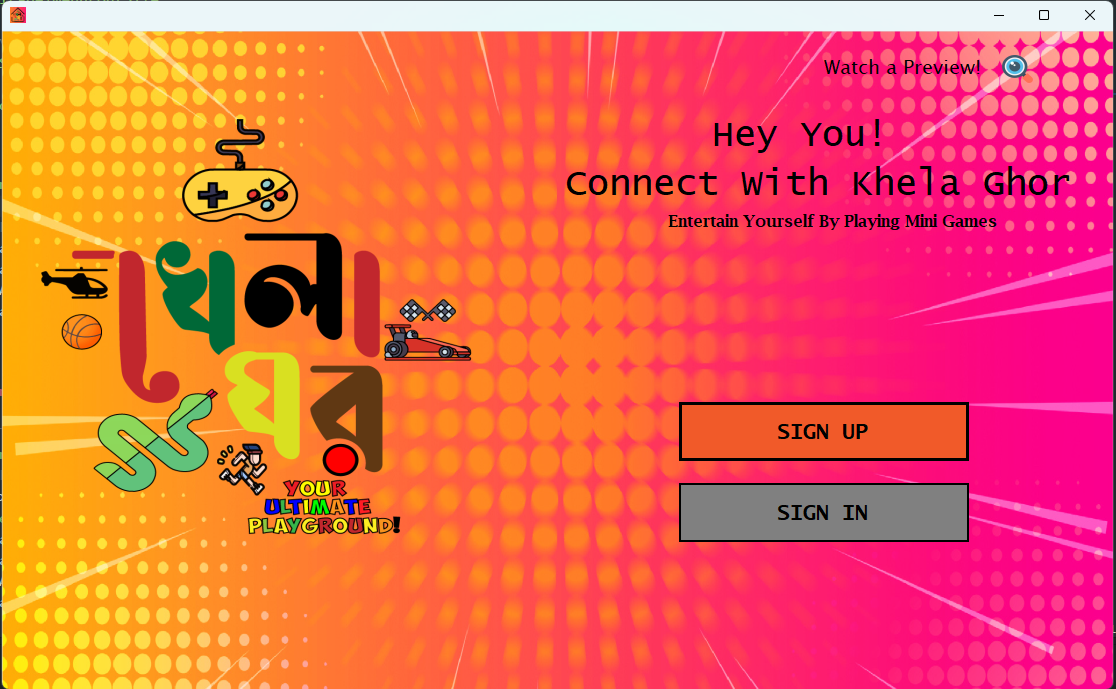 Watch a Preview!
Hey You!
Connect With Khela Ghor
Entertain Yourself By Playing Mini Games
খেলা
ঘর
YOUR
ULTIMATE
PLAYGROUND!
SIGN UP
SIGN IN